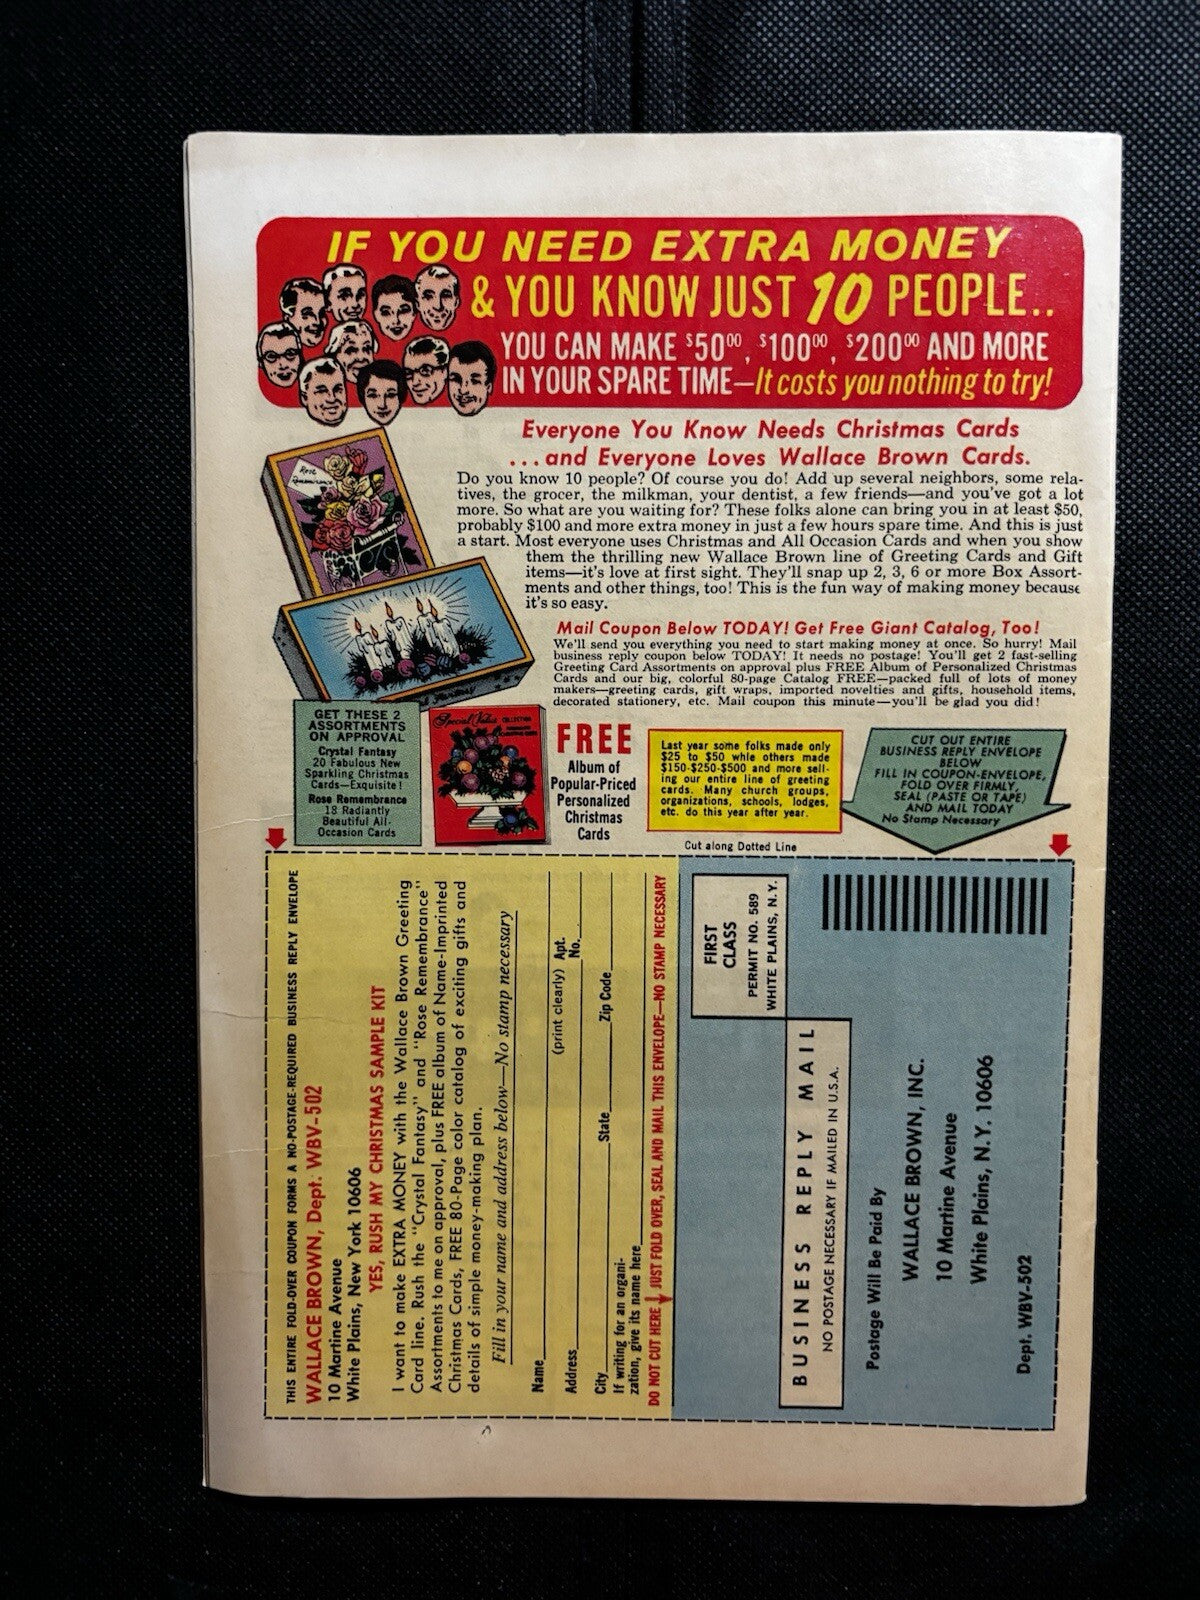 IF YOU NEED EXTRA MONEY
& YOU KNOW JUST 10 PEOPLE..
YOU CAN MAKE $50⁰⁰, $100⁰⁰, $200⁰⁰ AND MORE
IN YOUR SPARE TIME—It costs you nothing to try!
Everyone You Know Needs Christmas Cards
...and Everyone Loves Wallace Brown Cards.
Do you know 10 people? Of course you do! Add up several neighbors, some rela-
tives, the grocer, the milkman, your dentist, a few friends—and you've got a lot
more. So what are you waiting for? These folks alone can bring you in at least $50,
probably $100 and more extra money in just a few hours spare time. And this is just
a start. Most everyone uses Christmas and All Occasion Cards and when you show
them the thrilling new Wallace Brown line of Greeting Cards and Gift
items—it's love at first sight. They'll snap up 2, 3, 6 or more Box Assort-
ments and other things, too! This is the fun way of making money because
it's so easy.
Rose
Remembrance
Mail Coupon Below TODAY! Get Free Giant Catalog, Too!
We'll send you everything you need to start making money at once. So hurry! Mail
business reply coupon below TODAY! It needs no postage! You'll get 2 fast-selling
Greeting Card Assortments on approval plus FREE Album of Personalized Christmas
Cards and our big, colorful 80-page Catalog FREE—packed full of lots of money
makers—greeting cards, gift wraps, imported novelties and gifts, household items,
decorated stationery, etc. Mail coupon this minute—you'll be glad you did!
Fantasy
GET THESE 2
ASSORTMENTS
ON APPROVAL
Crystal Fantasy
20 Fabulous New
Sparkling Christmas
Cards—Exquisite!
Rose Remembrance
18 Radiantly
Beautiful All-
Occasion Cards
Special Value COLLECTION
FREE
Album of
Popular-Priced
Personalized
Christmas
Cards
Last year some folks made only
$25 to $50 while others made
$150-$250-$500 and more sell-
ing our entire line of greeting
cards. Many church groups,
organizations, schools, lodges,
etc. do this year after year.
CUT OUT ENTIRE
BUSINESS REPLY ENVELOPE
BELOW
FILL IN COUPON-ENVELOPE,
FOLD OVER FIRMLY,
SEAL (PASTE OR TAPE)
AND MAIL TODAY
No Stamp Necessary
Cut along Dotted Line
THIS ENTIRE FOLD-OVER COUPON FORMS A NO-POSTAGE-REQUIRED BUSINESS REPLY ENVELOPE
WALLACE BROWN, Dept. WBV-502
10 Martine Avenue
White Plains, New York 10606
YES, RUSH MY CHRISTMAS SAMPLE KIT
I want to make EXTRA MONEY with the Wallace Brown Greeting
Card line. Rush the "Crystal Fantasy" and "Rose Remembrance"
Assortments to me on approval, plus FREE album of Name-Imprinted
Christmas Cards, FREE 80-Page color catalog of exciting gifts and
details of simple money-making plan.
Fill in your name and address below—No stamp necessary
Name
(print clearly)
Address Apt. No.
City State Zip Code
If writing for an organi-
zation, give its name here
DO NOT CUT HERE JUST FOLD OVER, SEAL AND MAIL THIS ENVELOPE—NO STAMP NECESSARY
FIRST
CLASS
PERMIT NO. 589
WHITE PLAINS, N.Y.
BUSINESS REPLY MAIL
NO POSTAGE NECESSARY IF MAILED IN U.S.A.
Postage Will Be Paid By
WALLACE BROWN, INC.
10 Martine Avenue
White Plains, N.Y. 10606
Dept. WBV-502